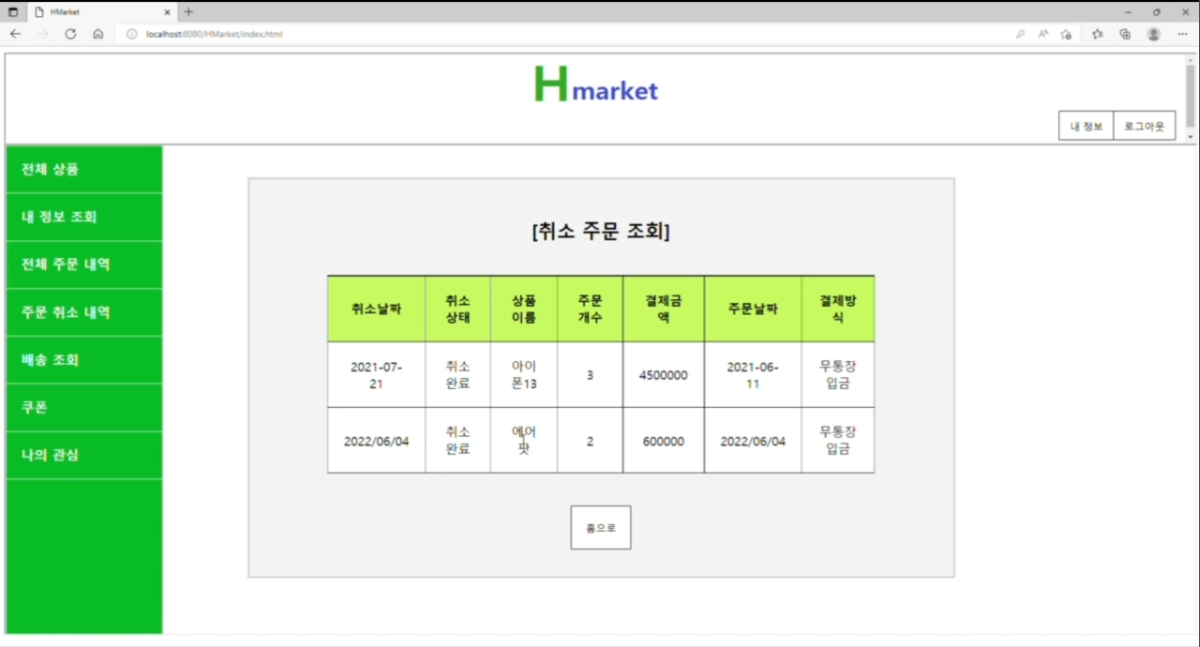 HMarket
localhost:8080/HMarket/index.html
Hmarket
내 정보 로그아웃
전체 상품
내 정보 조회
전체 주문 내역
주문 취소 내역
배송 조회
쿠폰
나의 관심
[취소 주문 조회]
취소날짜 취소 상품 주문 결제금 주문날짜 결제방
상태 이름 개수 액 식
2021-07- 취소 아이 3 4500000 2021-06- 무통장
21 완료 폰13 11 입금
2022/06/04 취소 에어 2 600000 2022/06/04 무통장
완료 팟 입금
홈으로